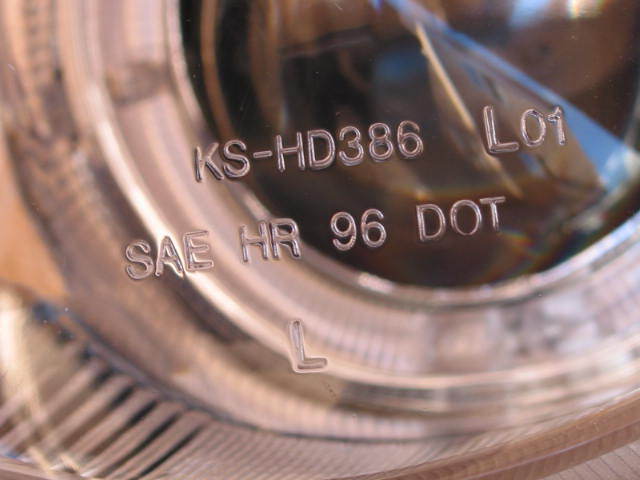 KS-HD386 L01
SAE HR 96 DOT
L